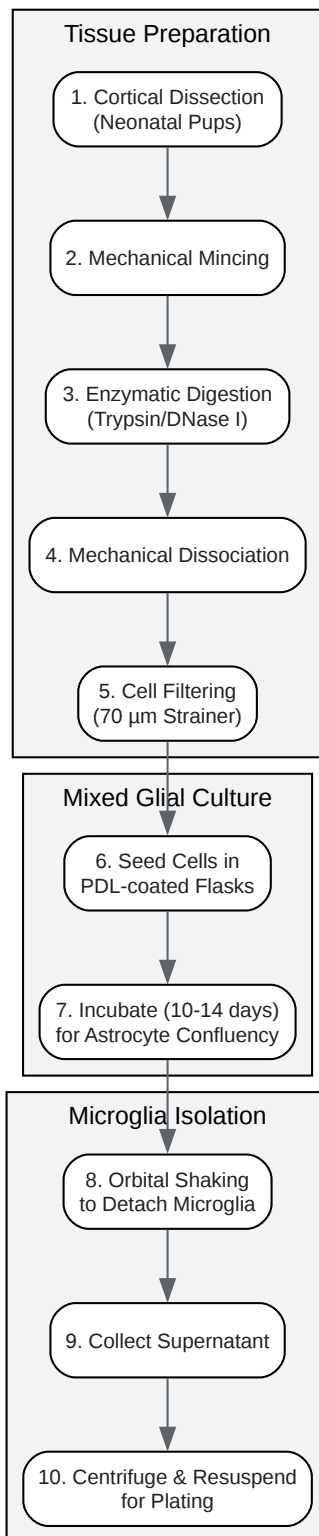 Tissue Preparation
1. Cortical Dissection
(Neonatal Pups)
2. Mechanical Mincing
3. Enzymatic Digestion
(Trypsin/DNase I)
4. Mechanical Dissociation
5. Cell Filtering
(70 µm Strainer)
Mixed Glial Culture
6. Seed Cells in
PDL-coated Flasks
7. Incubate (10-14 days)
for Astrocyte Confluency
Microglia Isolation
8. Orbital Shaking
to Detach Microglia
9. Collect Supernatant
10. Centrifuge & Resuspend
for Plating